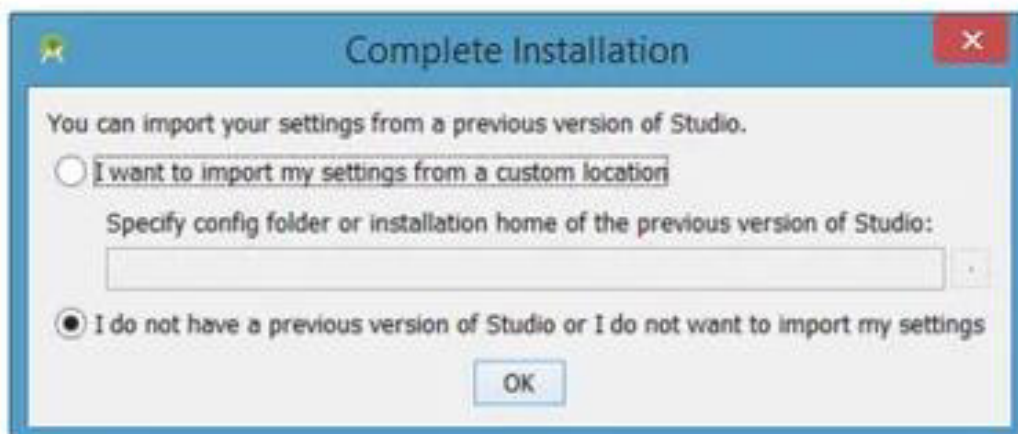 Complete Installation
You can import your settings from a previous version of Studio.
I want to import my settings from a custom location
Specify config folder or installation home of the previous version of Studio:
I do not have a previous version of Studio or I do not want to import my settings
OK